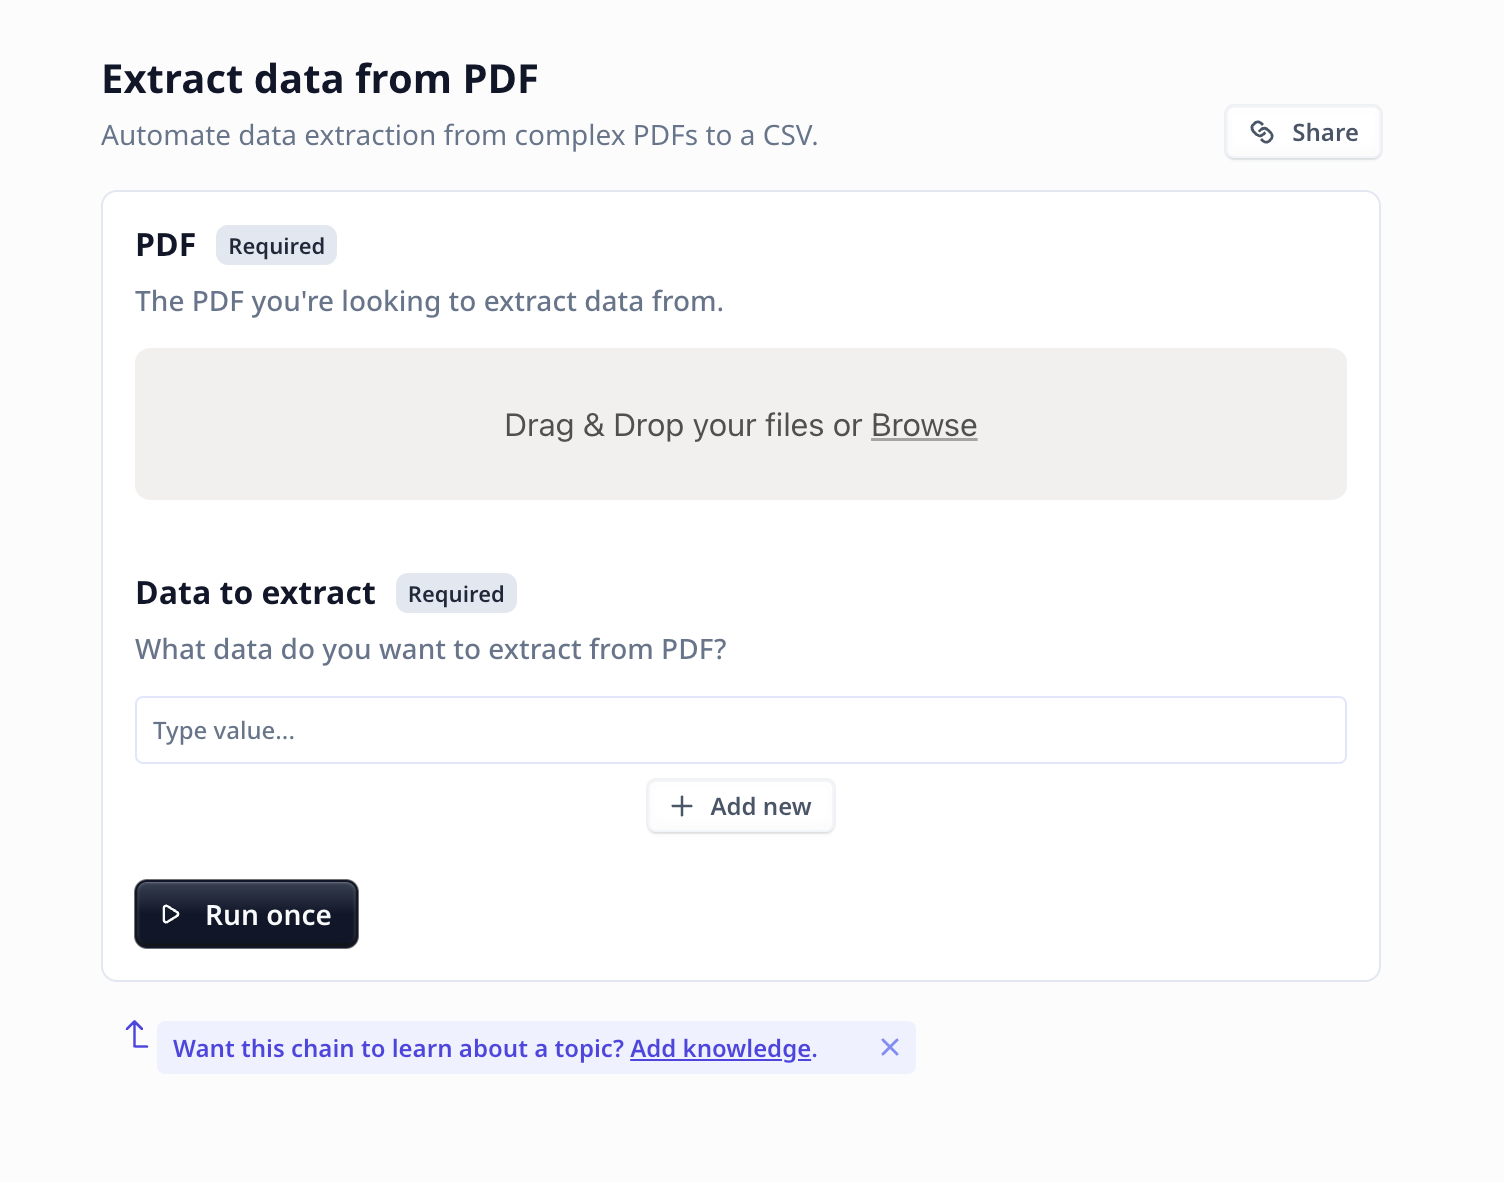 Extract data from PDF
Automate data extraction from complex PDFs to a CSV.
Share
PDF Required
The PDF you're looking to extract data from.
Drag & Drop your files or Browse
Data to extract Required
What data do you want to extract from PDF?
Type value...
Add new
Run once
Want this chain to learn about a topic? Add knowledge.